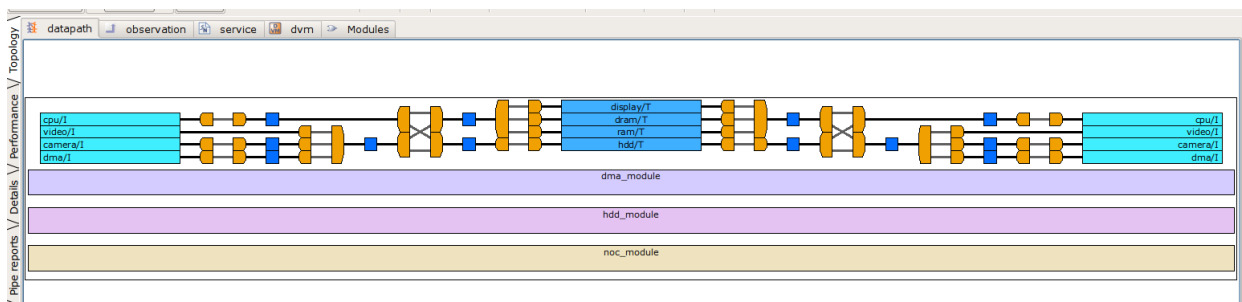 datapath observation service dvm Modules
Topology
Performance
Details
Pipe reports
display/T
cpu/I dram/T cpu/I
video/I ram/T video/I
camera/I hdd/T camera/I
dma/I dma/I
dma_module
hdd_module
noc_module